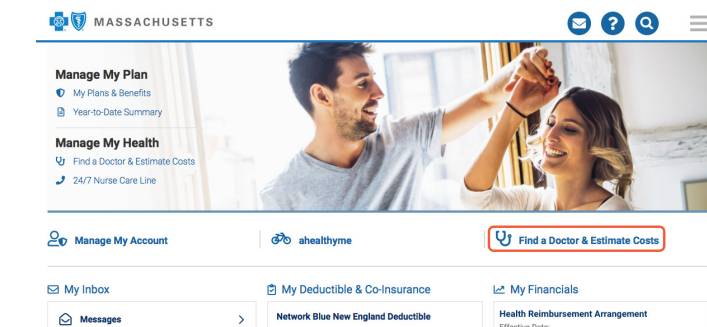 MASSACHUSETTS
Manage My Plan
My Plans & Benefits
Year-to-Date Summary
Manage My Health
Find a Doctor & Estimate Costs
24/7 Nurse Care Line
Manage My Account
ahealthyme
Find a Doctor & Estimate Costs
My Inbox
My Deductible & Co-Insurance
My Financials
Messages
Network Blue New England Deductible
Health Reimbursement Arrangement
Effective Date: